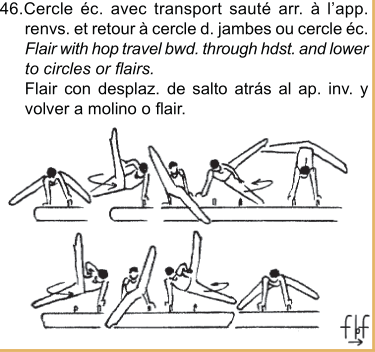 46.Cercle éc. avec transport sauté arr. à l'app.
renvs. et retour à cercle d. jambes ou cercle éc.
Flair with hop travel bwd. through hdst. and lower
to circles or flairs.
Flair con desplaz. de salto atrás al ap. inv. y
volver a molino o flair.